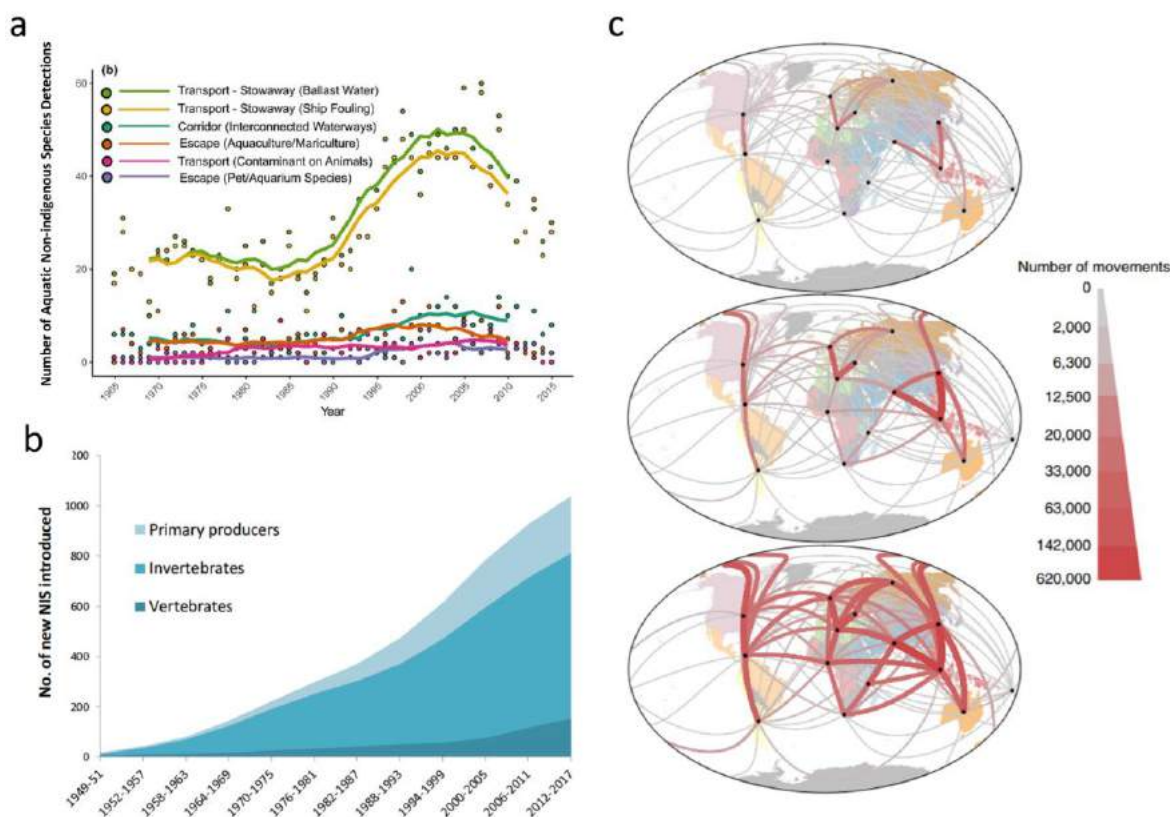 a
(b)
60
40
20
0
Number of Aquatic Non-indigenous Species Detections
Transport - Stowaway (Ballast Water)
Transport - Stowaway (Ship Fouling)
Corridor (Interconnected Waterways)
Escape (Aquaculture/Mariculture)
Transport (Contaminant on Animals)
Escape (Pet/Aquarium Species)
1965
1970
1975
1980
1985
1990
1995
2000
2005
2010
2015
Year
b
No. of new NIS introduced
200
1000
800
600
400
200
0
Primary producers
Invertebrates
Vertebrates
1949-51
1952-1957
1958-1963
1964-1969
1970-1975
1976-1981
1982-1987
1988-1993
1994-1999
2000-2005
2006-2011
2012-2017
c
Number of movements
0
2,000
6,300
12,500
20,000
33,000
63,000
142,000
620,000